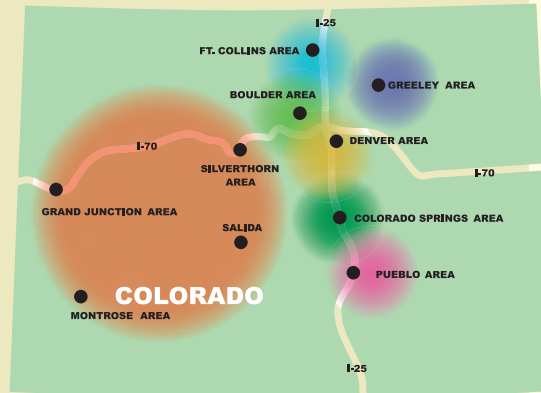 I-25
FT. COLLINS AREA
GREELEY AREA
BOULDER AREA
DENVER AREA
I-70
SILVERTHORN
AREA
I-70
GRAND JUNCTION AREA
COLORADO SPRINGS AREA
SALIDA
PUEBLO AREA
COLORADO
MONTROSE AREA
I-25